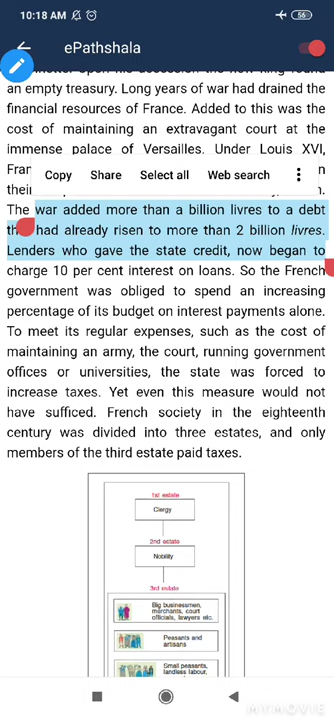 10:18 AM
56
ePathshala
an empty treasury. Long years of war had drained the
financial resources of France. Added to this was the
cost of maintaining an extravagant court at the
immense palace of Versailles. Under Louis XVI,
Copy Share Select all Web search
their
The war added more than a billion livres to a debt
had already risen to more than 2 billion livres.
Lenders who gave the state credit, now began to
charge 10 per cent interest on loans. So the French
government was obliged to spend an increasing
percentage of its budget on interest payments alone.
To meet its regular expenses, such as the cost of
maintaining an army, the court, running government
offices or universities, the state was forced to
increase taxes. Yet even this measure would not
have sufficed. French society in the eighteenth
century was divided into three estates, and only
members of the third estate paid taxes.
1st estate
Clergy
2nd estate
Nobility
3rd estate
Big businessmen,
merchants, court
officials, lawyers etc.
Peasants and
artisans
Small peasants,
landless labour,
MYMOVIE